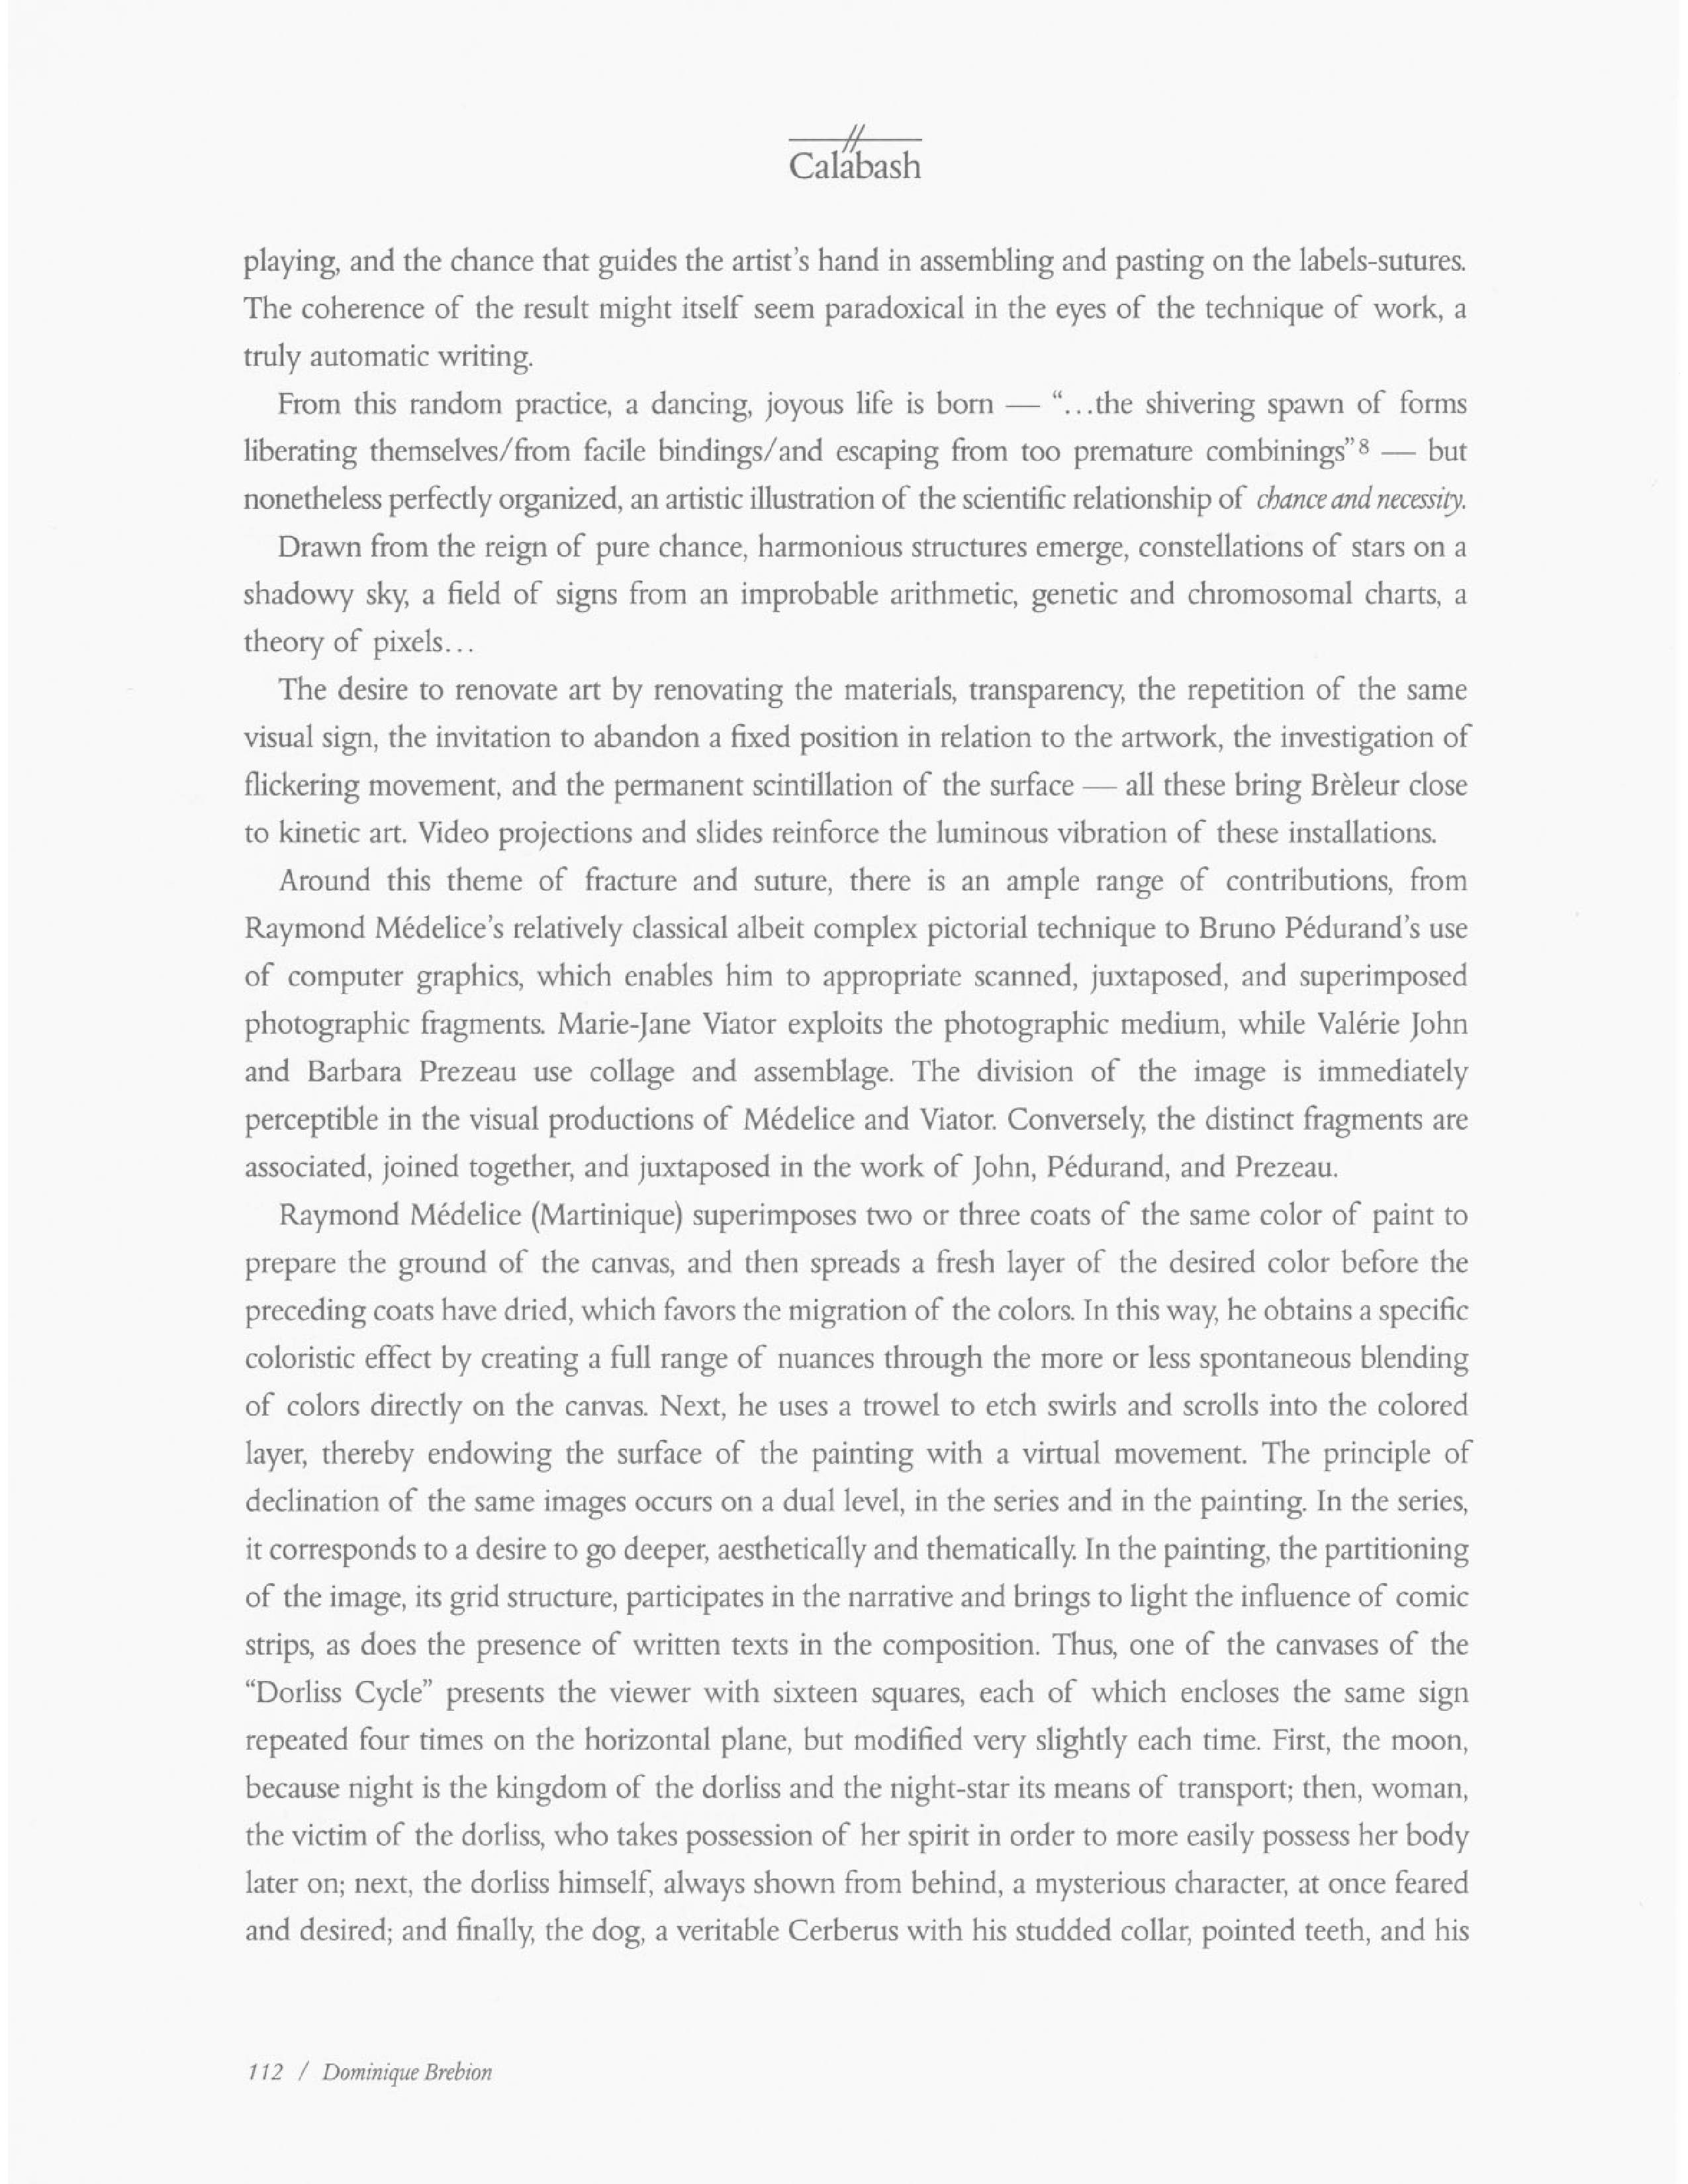 Calabash
playing, and the chance that guides the artist's hand in assembling and pasting on the labels-sutures.
The coherence of the result might itself seem paradoxical in the eyes of the technique of work, a
truly automatic writing.
From this random practice, a dancing, joyous life is born — “…the shivering spawn of forms
liberating themselves/from facile bindings/and escaping from too premature combinings”8 — but
nonetheless perfectly organized, an artistic illustration of the scientific relationship of chance and necessity.
Drawn from the reign of pure chance, harmonious structures emerge, constellations of stars on a
shadowy sky, a field of signs from an improbable arithmetic, genetic and chromosomal charts, a
theory of pixels…
The desire to renovate art by renovating the materials, transparency, the repetition of the same
visual sign, the invitation to abandon a fixed position in relation to the artwork, the investigation of
flickering movement, and the permanent scintillation of the surface — all these bring Brèleur close
to kinetic art. Video projections and slides reinforce the luminous vibration of these installations.
Around this theme of fracture and suture, there is an ample range of contributions, from
Raymond Médelice's relatively classical albeit complex pictorial technique to Bruno Pédurand's use
of computer graphics, which enables him to appropriate scanned, juxtaposed, and superimposed
photographic fragments. Marie-Jane Viator exploits the photographic medium, while Valérie John
and Barbara Prezeau use collage and assemblage. The division of the image is immediately
perceptible in the visual productions of Médelice and Viator. Conversely, the distinct fragments are
associated, joined together, and juxtaposed in the work of John, Pédurand, and Prezeau.
Raymond Médelice (Martinique) superimposes two or three coats of the same color of paint to
prepare the ground of the canvas, and then spreads a fresh layer of the desired color before the
preceding coats have dried, which favors the migration of the colors. In this way, he obtains a specific
coloristic effect by creating a full range of nuances through the more or less spontaneous blending
of colors directly on the canvas. Next, he uses a trowel to etch swirls and scrolls into the colored
layer, thereby endowing the surface of the painting with a virtual movement. The principle of
declination of the same images occurs on a dual level, in the series and in the painting. In the series,
it corresponds to a desire to go deeper, aesthetically and thematically. In the painting, the partitioning
of the image, its grid structure, participates in the narrative and brings to light the influence of comic
strips, as does the presence of written texts in the composition. Thus, one of the canvases of the
“Dorliss Cycle” presents the viewer with sixteen squares, each of which encloses the same sign
repeated four times on the horizontal plane, but modified very slightly each time. First, the moon,
because night is the kingdom of the dorliss and the night-star its means of transport; then, woman,
the victim of the dorliss, who takes possession of her spirit in order to more easily possess her body
later on; next, the dorliss himself, always shown from behind, a mysterious character, at once feared
and desired; and finally, the dog, a veritable Cerberus with his studded collar, pointed teeth, and his
112 / Dominique Brebion